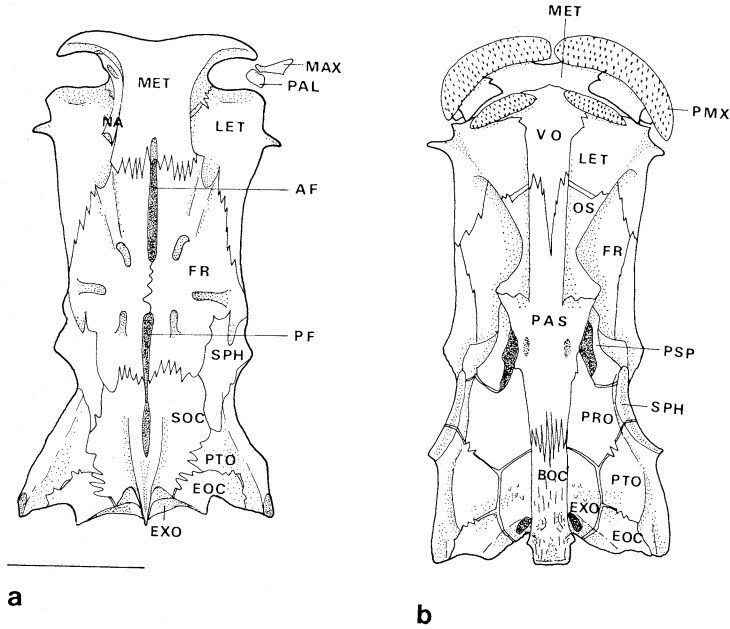 MET
MAX
PAL
NA
LET
AF
FR
PF
SPH
SOC
PTO
EOC
EXO
a
MET
PMX
VO
LET
OS
FR
PAS
PSP
SPH
PRO
BOC
PTO
EXO
EOC
b